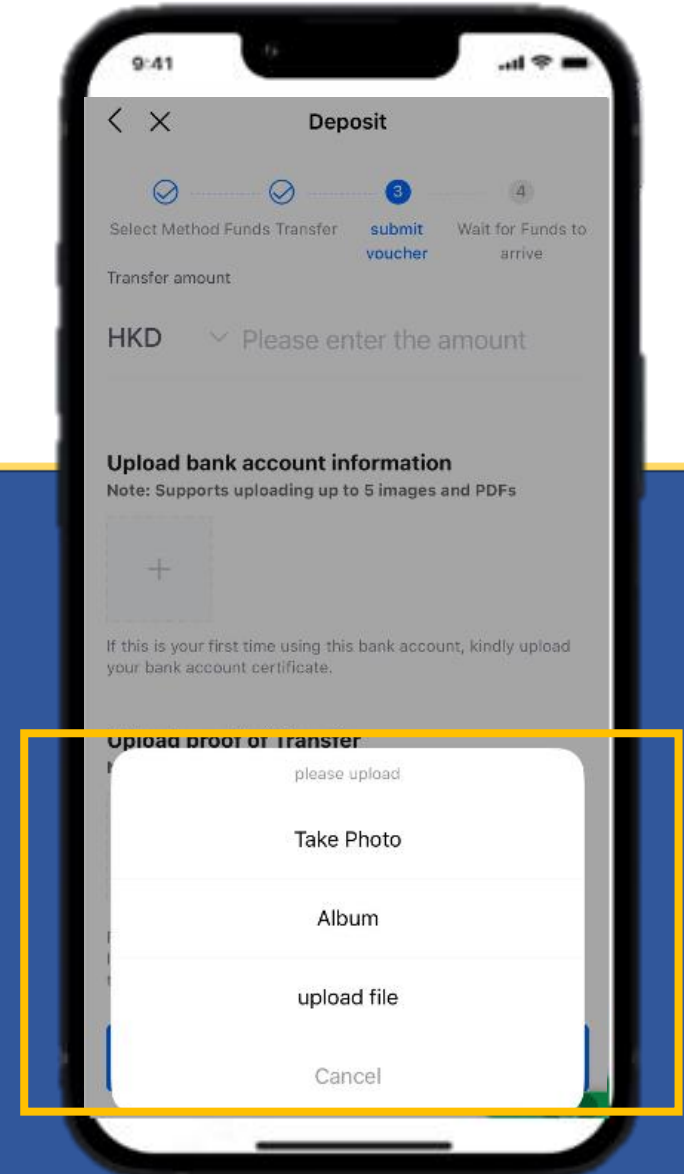 9:41
Deposit
3
4
Select Method Funds Transfer submit Wait for Funds to
voucher arrive
Transfer amount
HKD Please enter the amount
Upload bank account information
Note: Supports uploading up to 5 images and PDFs
+
If this is your first time using this bank account, kindly upload
your bank account certificate.
Upload proof of Transfer
please upload
Take Photo
Album
upload file
Cancel